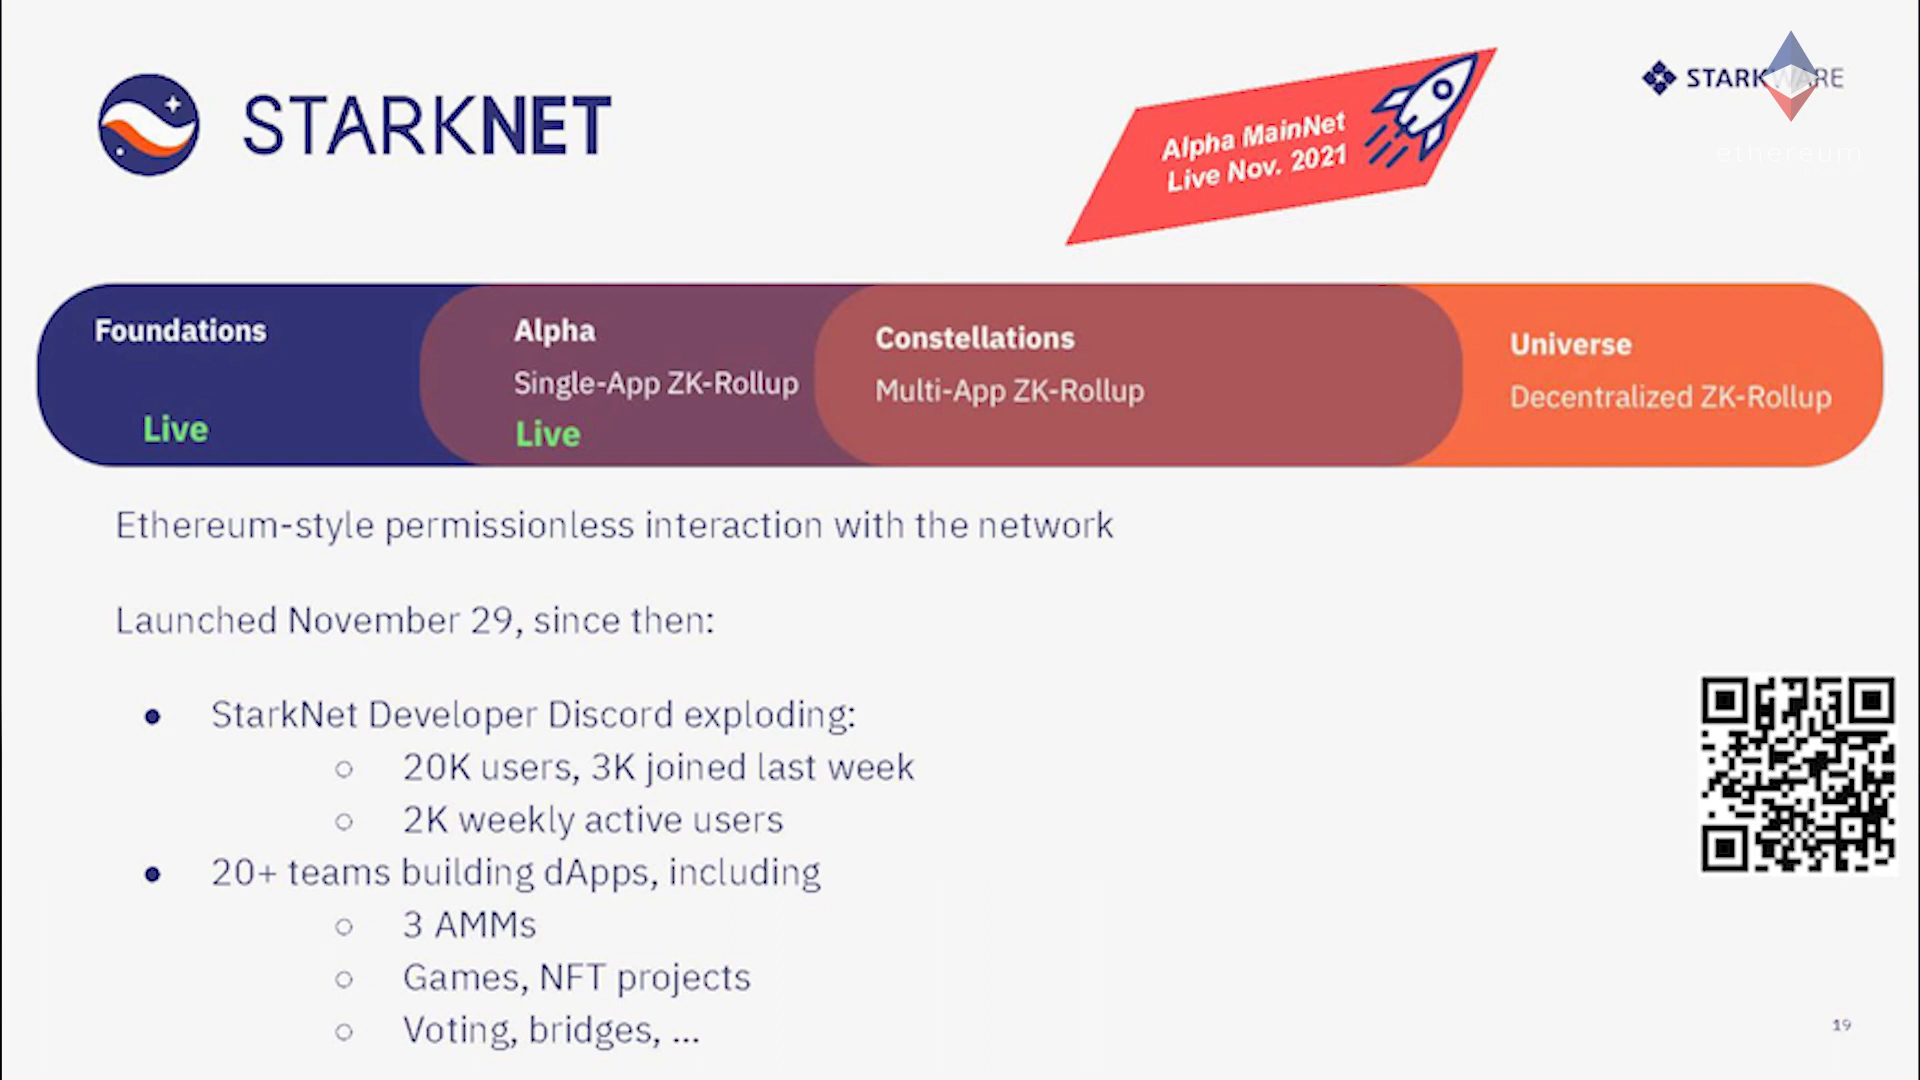 STARKNET
Alpha MainNet
Live Nov. 2021
STARKWARE
ethereum
Foundations
Live
Alpha
Single-App ZK-Rollup
Live
Constellations
Multi-App ZK-Rollup
Universe
Decentralized ZK-Rollup
Ethereum-style permissionless interaction with the network
Launched November 29, since then:
● StarkNet Developer Discord exploding:
○ 20K users, 3K joined last week
○ 2K weekly active users
● 20+ teams building dApps, including
○ 3 AMMs
○ Games, NFT projects
○ Voting, bridges, ...
19